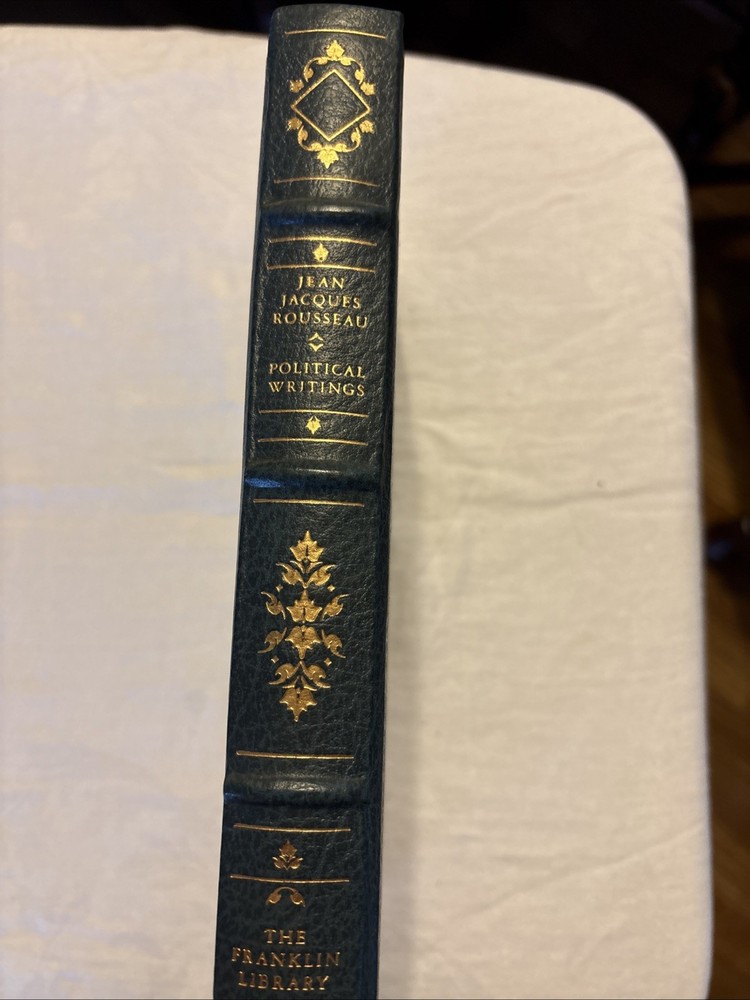 JEAN
JACQUES
ROUSSEAU
POLITICAL
WRITINGS
THE
FRANKLIN
LIBRARY